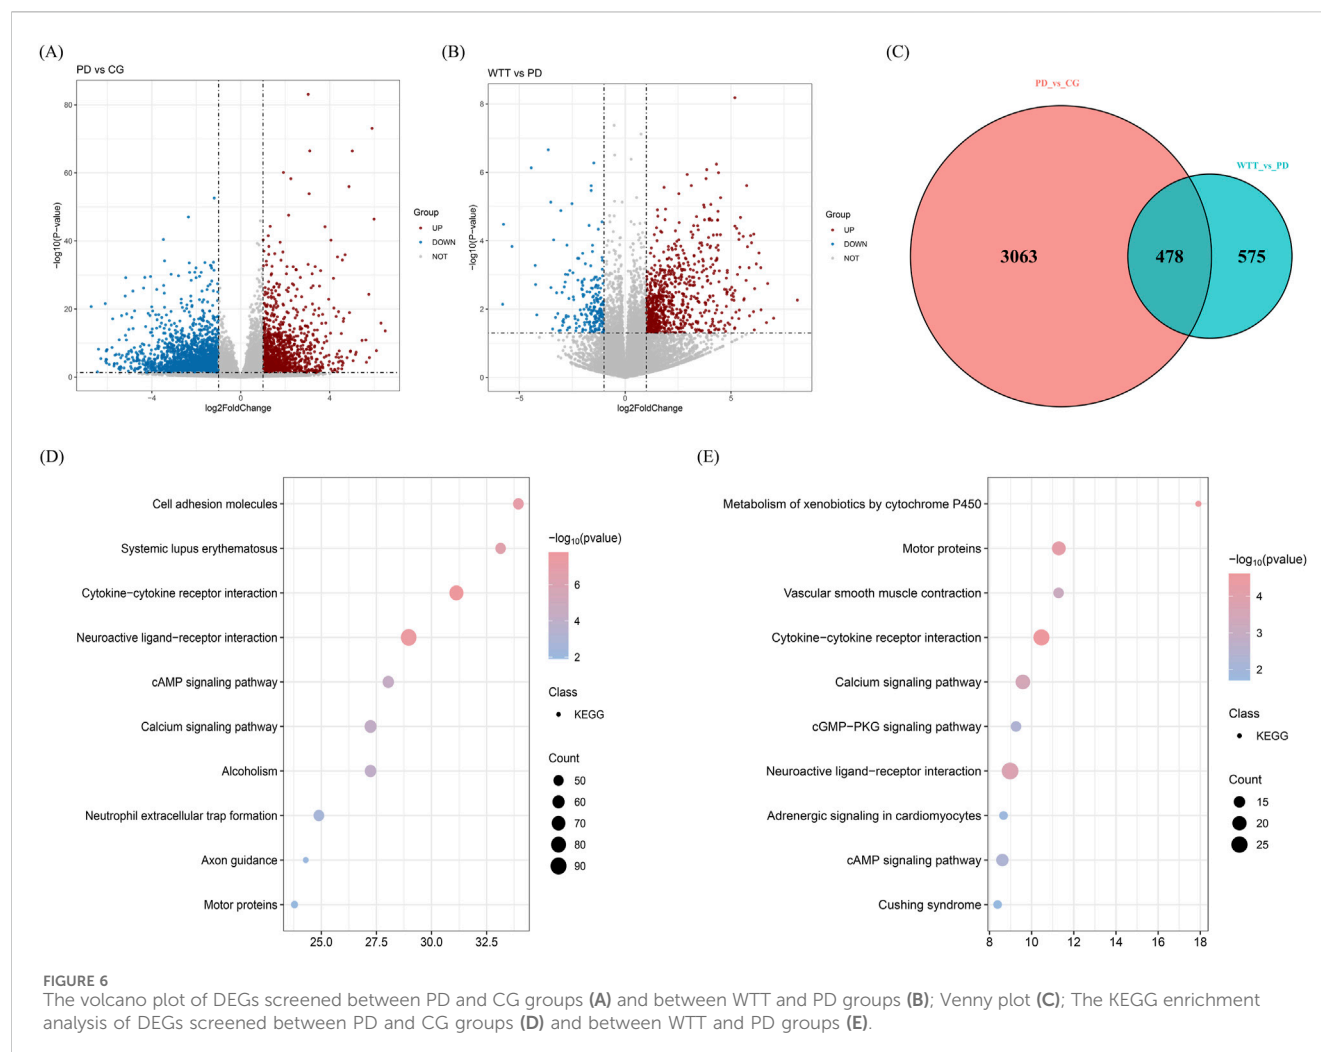 (A)
PD vs CG
80
60
40
20
0
−4
0
4
−log10(P−value)
log2FoldChange
Group
UP
DOWN
NOT
(B)
WTT vs PD
8
6
4
2
0
−5
0
5
−log10(P−value)
log2FoldChange
Group
UP
DOWN
NOT
(C)
PD_vs_CG
WTT_vs_PD
3063
478
575
(D)
Cell adhesion molecules
Systemic lupus erythematosus
Cytokine−cytokine receptor interaction
Neuroactive ligand−receptor interaction
cAMP signaling pathway
Calcium signaling pathway
Alcoholism
Neutrophil extracellular trap formation
Axon guidance
Motor proteins
25.0 27.5 30.0 32.5
−log10(pvalue)
6
4
2
Class
KEGG
Count
50
60
70
80
90
(E)
Metabolism of xenobiotics by cytochrome P450
Motor proteins
Vascular smooth muscle contraction
Cytokine−cytokine receptor interaction
Calcium signaling pathway
cGMP−PKG signaling pathway
Neuroactive ligand−receptor interaction
Adrenergic signaling in cardiomyocytes
cAMP signaling pathway
Cushing syndrome
8 10 12 14 16 18
−log10(pvalue)
4
3
2
Class
KEGG
Count
15
20
25
FIGURE 6
The volcano plot of DEGs screened between PD and CG groups (A) and between WTT and PD groups (B); Venny plot (C); The KEGG enrichment
analysis of DEGs screened between PD and CG groups (D) and between WTT and PD groups (E).